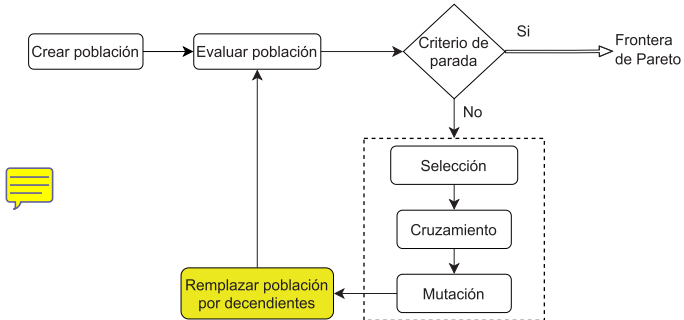 Crear población
Evaluar población
Criterio de
parada
Si
Frontera
de Pareto
No
Selección
Cruzamiento
Mutación
Remplazar población
por decendientes